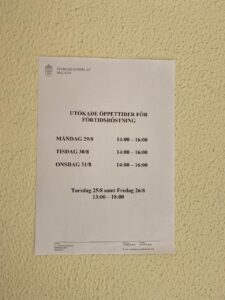 UTÖKADE ÖPPETTIDER FÖR
FÖRTIDSRÖSTNING
MÅNDAG 29/8 14:00 – 16:00
TISDAG 30/8 14:00 – 16:00
ONSDAG 31/8 14:00 – 16:00
Torsdag 25/8 samt Fredag 26/8
13:00 – 18:00